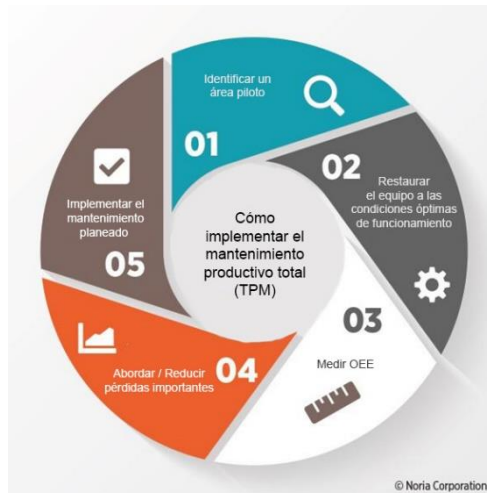 Identificar un
área piloto
01
02
Restaurar
el equipo a las
condiciones óptimas
de funcionamiento
03
Medir OEE
04
Abordar / Reducir
pérdidas importantes
05
Implementar el
mantenimiento
planeado
Cómo
implementar el
mantenimiento
productivo total
(TPM)
© Noria Corporation